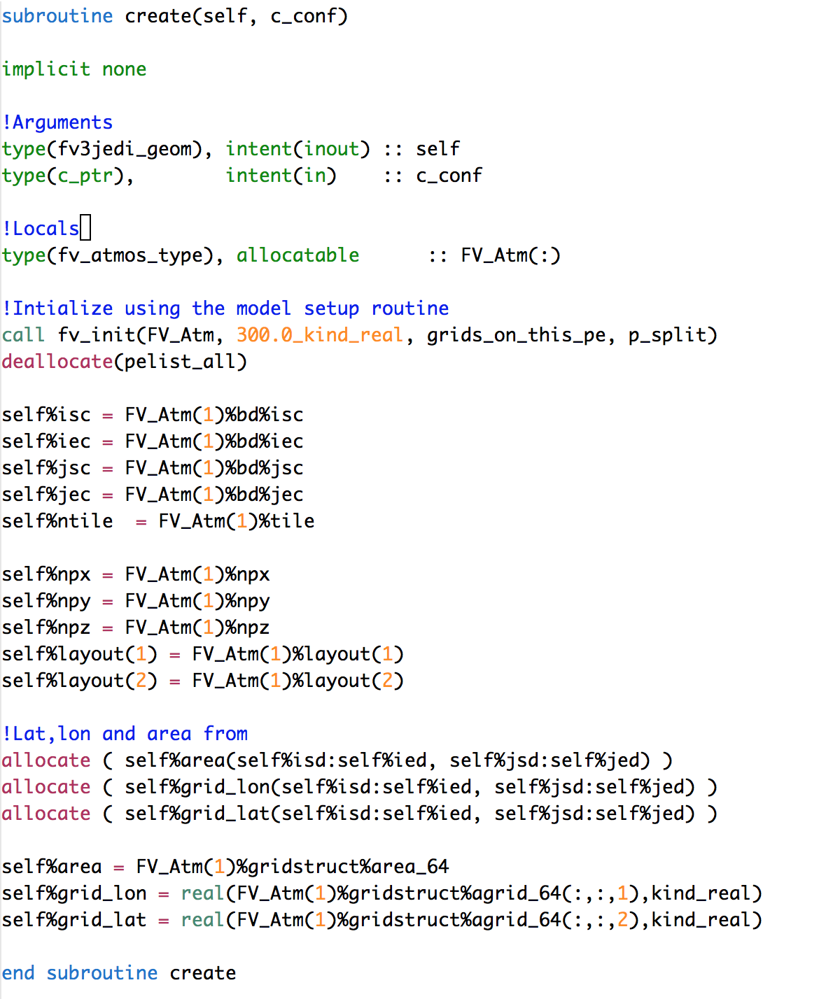 subroutine create(self, c_conf)
implicit none
!Arguments
type(fv3jedi_geom), intent(inout) :: self
type(c_ptr),        intent(in)    :: c_conf
!Locals
type(fv_atmos_type), allocatable      :: FV_Atm(:)
!Intialize using the model setup routine
call fv_init(FV_Atm, 300.0_kind_real, grids_on_this_pe, p_split)
deallocate(pelist_all)
self%isc = FV_Atm(1)%bd%isc
self%iec = FV_Atm(1)%bd%iec
self%jsc = FV_Atm(1)%bd%jsc
self%jec = FV_Atm(1)%bd%jec
self%ntile  = FV_Atm(1)%tile
self%npx = FV_Atm(1)%npx
self%npy = FV_Atm(1)%npy
self%npz = FV_Atm(1)%npz
self%layout(1) = FV_Atm(1)%layout(1)
self%layout(2) = FV_Atm(1)%layout(2)
!Lat,lon and area from
allocate ( self%area(self%isd:self%ied, self%jsd:self%jed) )
allocate ( self%grid_lon(self%isd:self%ied, self%jsd:self%jed) )
allocate ( self%grid_lat(self%isd:self%ied, self%jsd:self%jed) )
self%area = FV_Atm(1)%gridstruct%area_64
self%grid_lon = real(FV_Atm(1)%gridstruct%agrid_64(:,:,1),kind_real)
self%grid_lat = real(FV_Atm(1)%gridstruct%agrid_64(:,:,2),kind_real)
end subroutine create